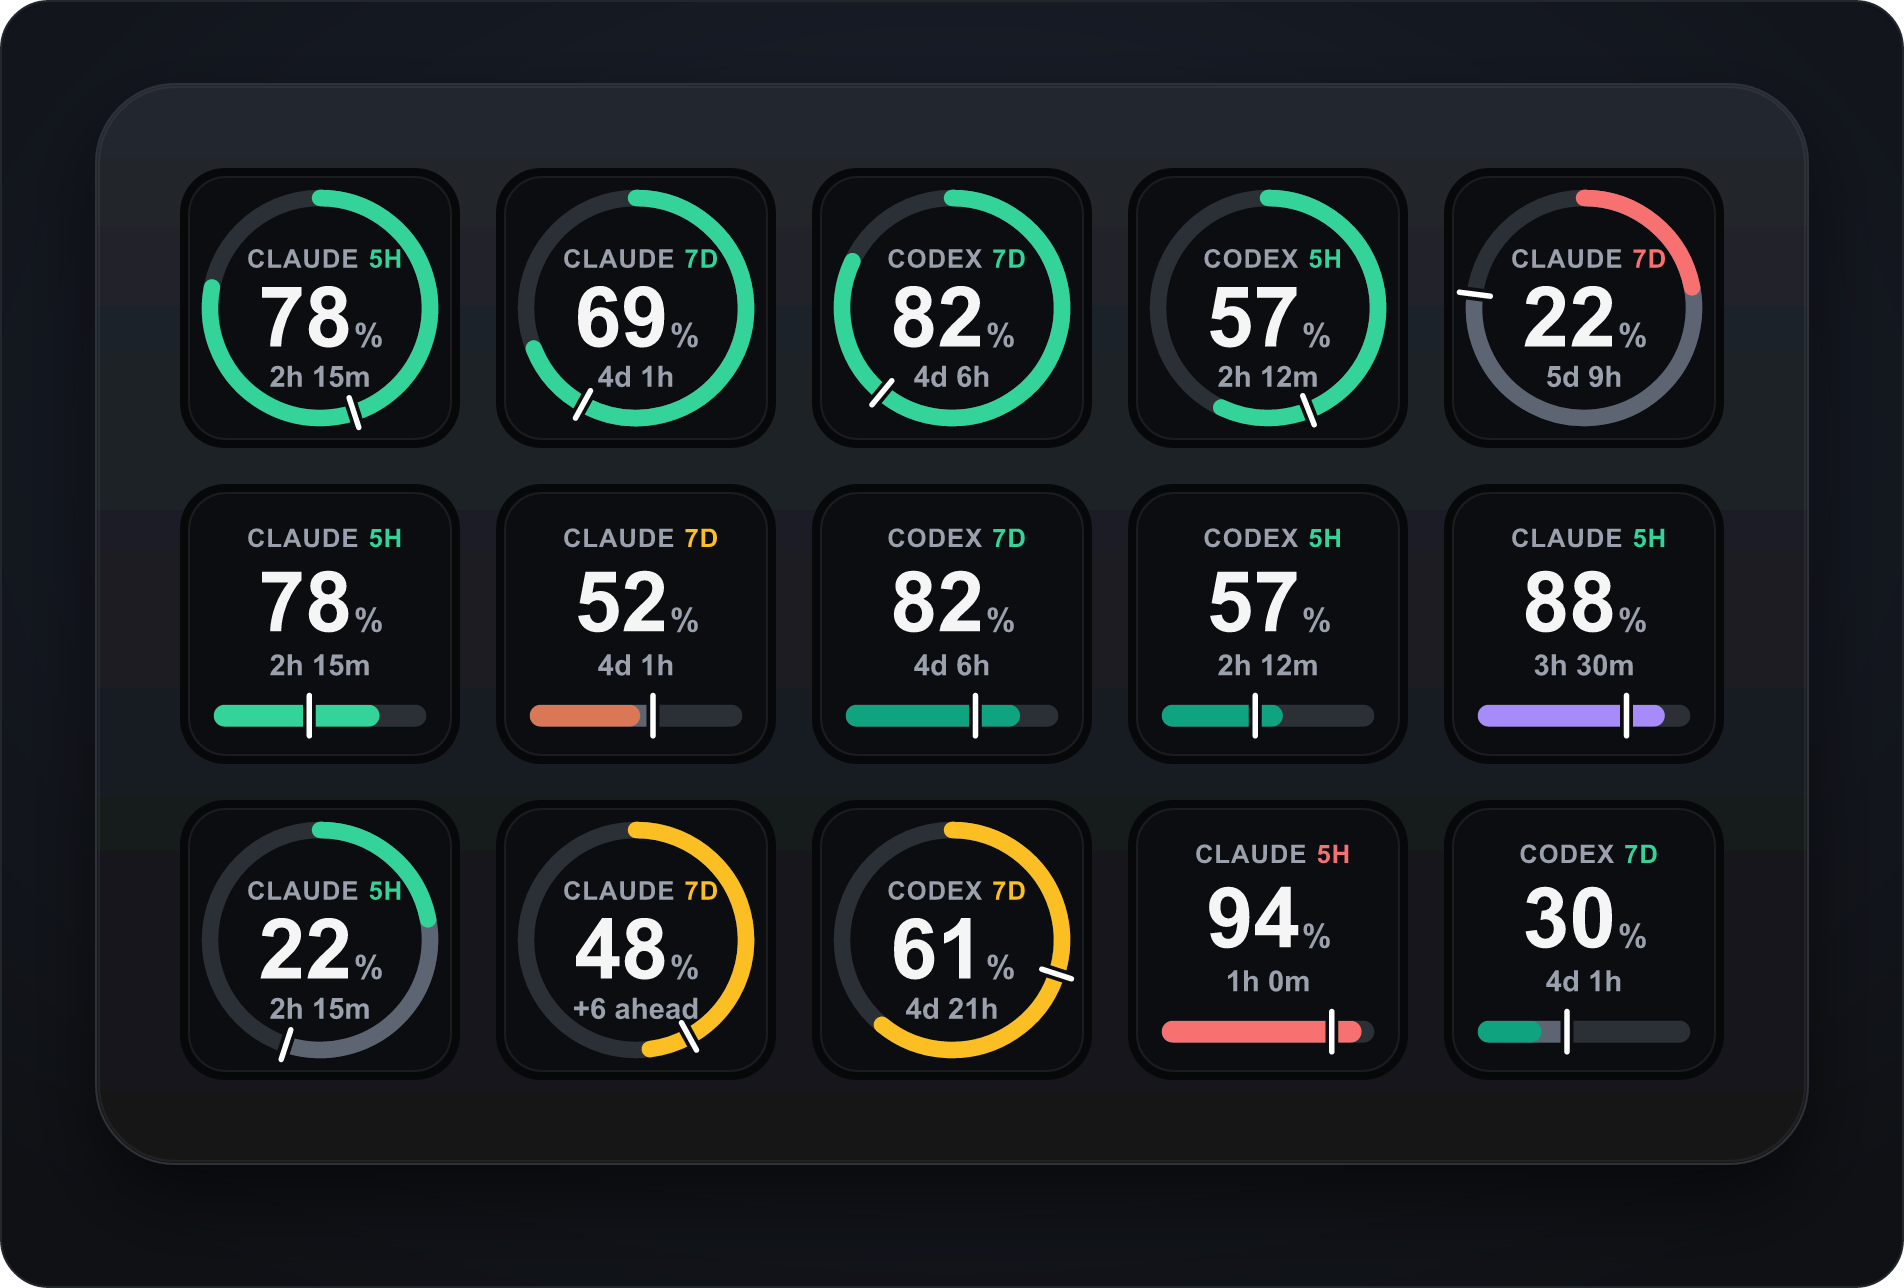 CLAUDE 5H
78%
2h 15m
CLAUDE 7D
69%
4d 1h
CODEX 7D
82%
4d 6h
CODEX 5H
57%
2h 12m
CLAUDE 7D
22%
5d 9h
CLAUDE 5H
78%
2h 15m
CLAUDE 7D
52%
4d 1h
CODEX 7D
82%
4d 6h
CODEX 5H
57%
2h 12m
CLAUDE 5H
88%
3h 30m
CLAUDE 5H
22%
2h 15m
CLAUDE 7D
48%
+6 ahead
CODEX 7D
61%
4d 21h
CLAUDE 5H
94%
1h 0m
CODEX 7D
30%
4d 1h